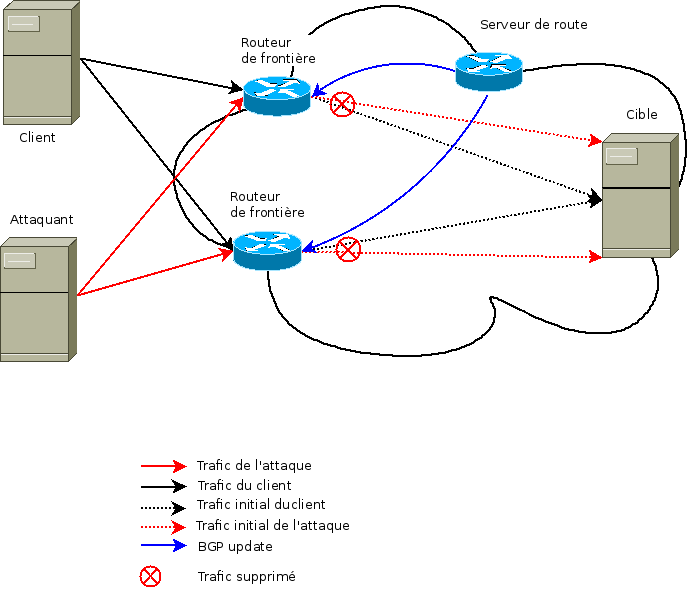 Serveur de route
Routeur
de frontière
Cible
Client
Routeur
de frontière
Attaquant
Trafic de l'attaque
Trafic du client
Trafic initial duclient
Trafic initial de l'attaque
BGP update
Trafic supprimé